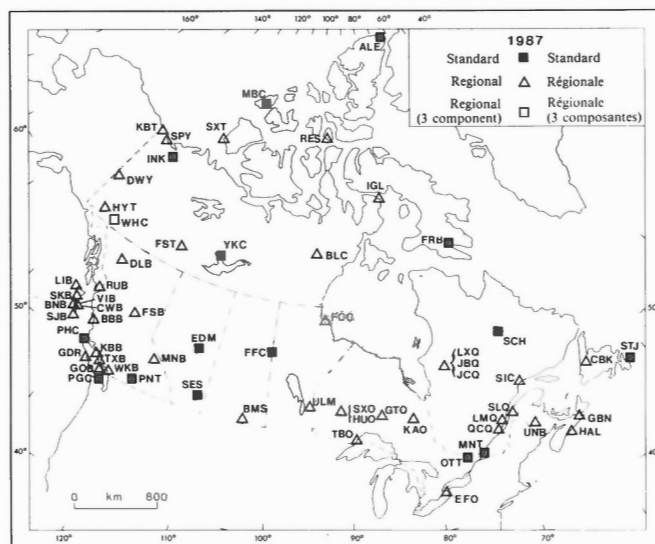 160° 140° 120° 100° 80° 60° 40°
1987
Standard ■ Standard
Regional △ Régionale
Regional □ Régionale
(3 component) (3 composantes)
ALE
MBC
60°
KBT
SPY
SXT
RES
INK
DWY
IGL
HYT
WHC
FST
YKC
BLC
FRB
DLB
LIB
RUB
SKB
VIB
50°
BNB
CWB
SJB
BBB
FSB
FCC
50°
PHC
SCH
STJ
EDM
KBB
GDR
TXB
MNB
FFC
LXQ
JBQ
JCQ
CBK
GOB
WKB
PGC
PNT
SES
SIC
BMS
ULM
SXO
HUO
GTO
KAO
SLQ
LMQ
QCQ
GBN
UNB
HAL
TBO
MNT
40°
OTT
40°
EFO
0 800
km
120° 110° 100° 90° 80° 70°